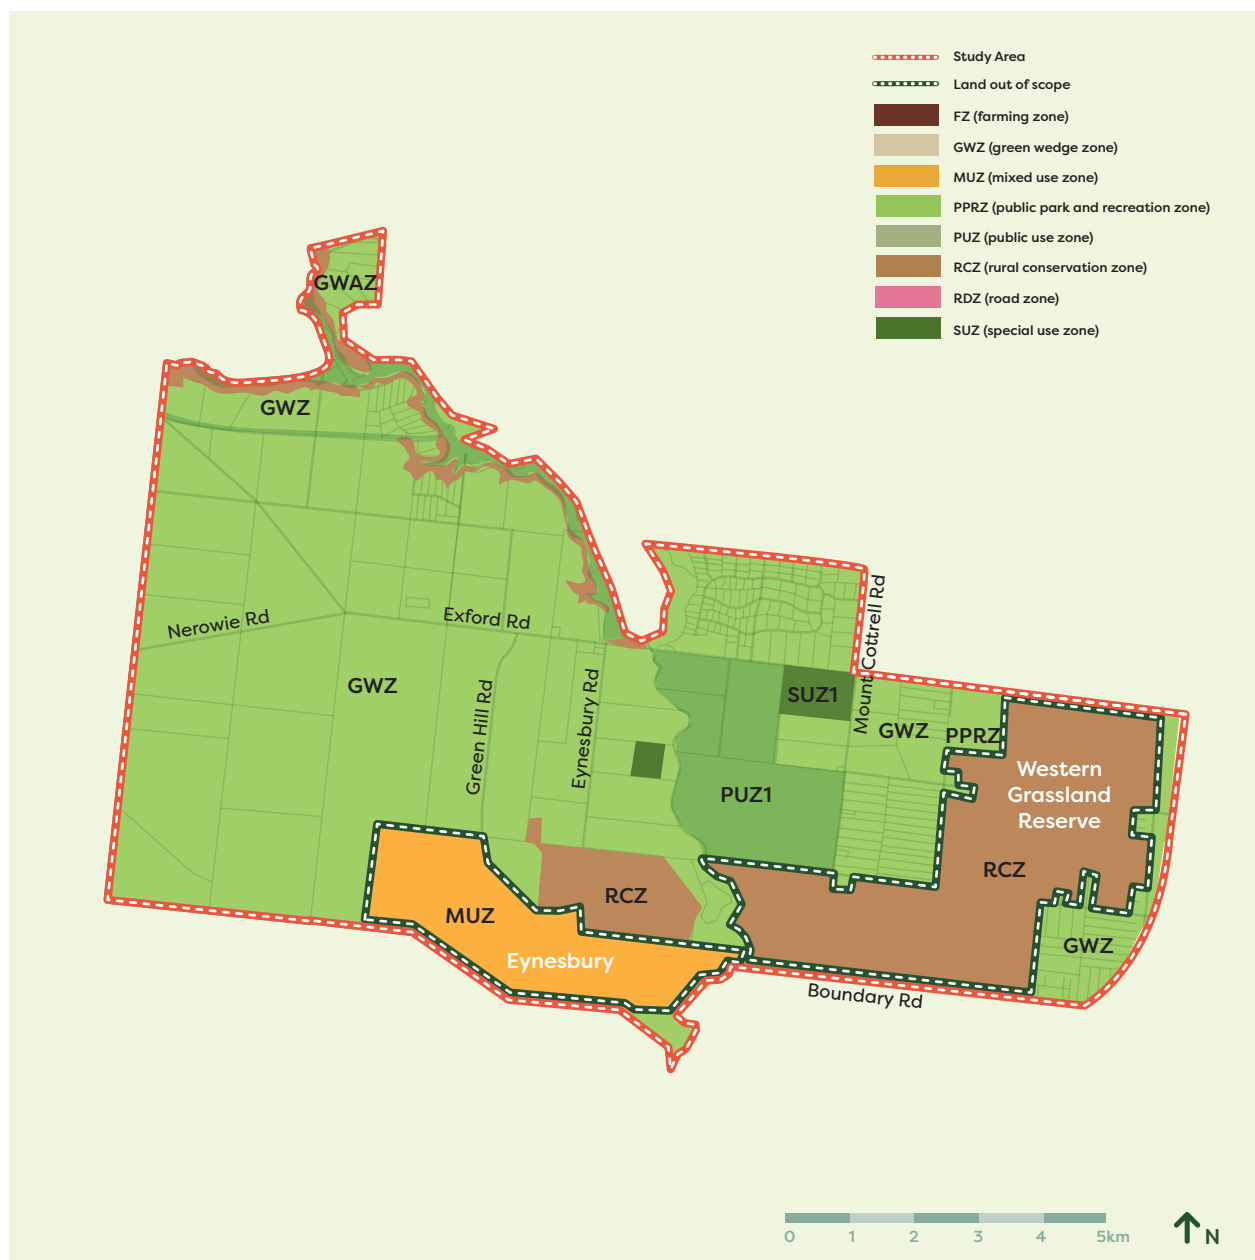 Study Area
Land out of scope
FZ (farming zone)
GWZ (green wedge zone)
MUZ (mixed use zone)
PPRZ (public park and recreation zone)
PUZ (public use zone)
RCZ (rural conservation zone)
RDZ (road zone)
SUZ (special use zone)
GWAZ
GWZ
Nerowie Rd
Exford Rd
Mount Cottrell Rd
GWZ
Green Hill Rd
Eynesbury Rd
SUZ1
GWZ
PPRZ
PUZ1
Western
Grassland
Reserve
RCZ
RCZ
MUZ
GWZ
Eynesbury
Boundary Rd
0 1 2 3 4 5km
N